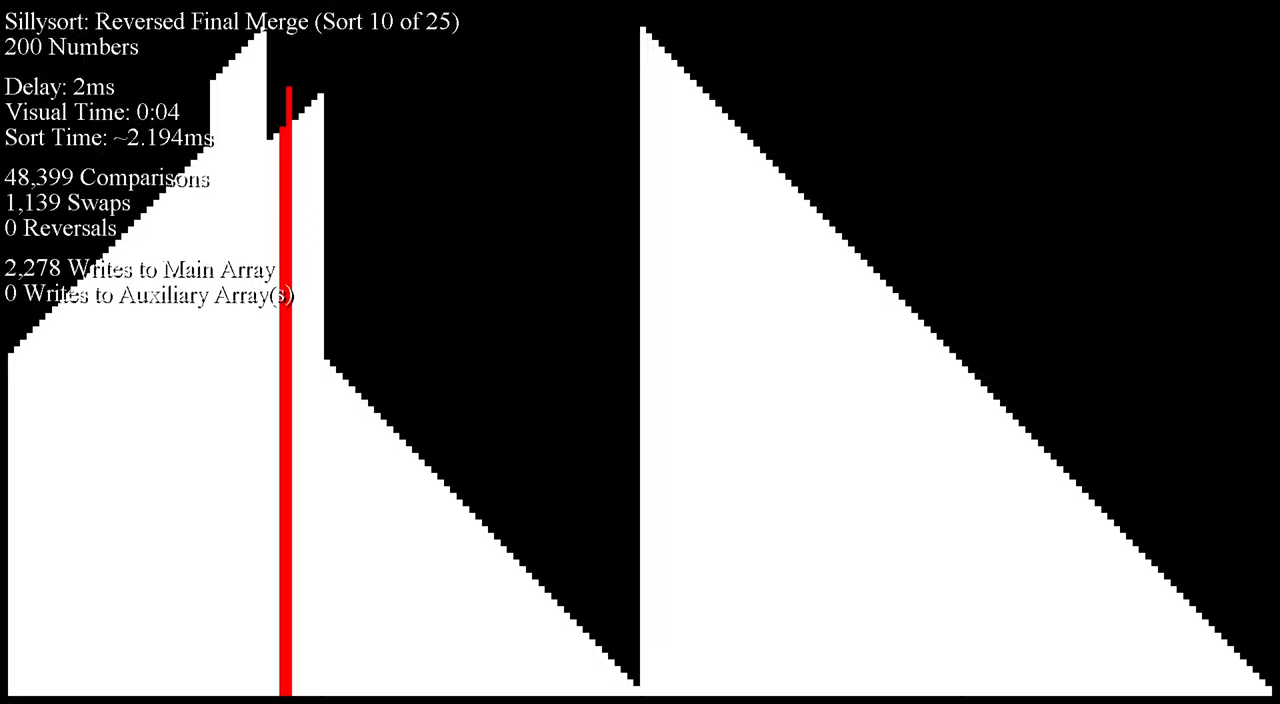 Sillysort: Reversed Final Merge (Sort 10 of 25)
200 Numbers
Delay: 2ms
Visual Time: 0:04
Sort Time: ~2.194ms
48,399 Comparisons
1,139 Swaps
0 Reversals
2,278 Writes to Main Array
0 Writes to Auxiliary Array(s)